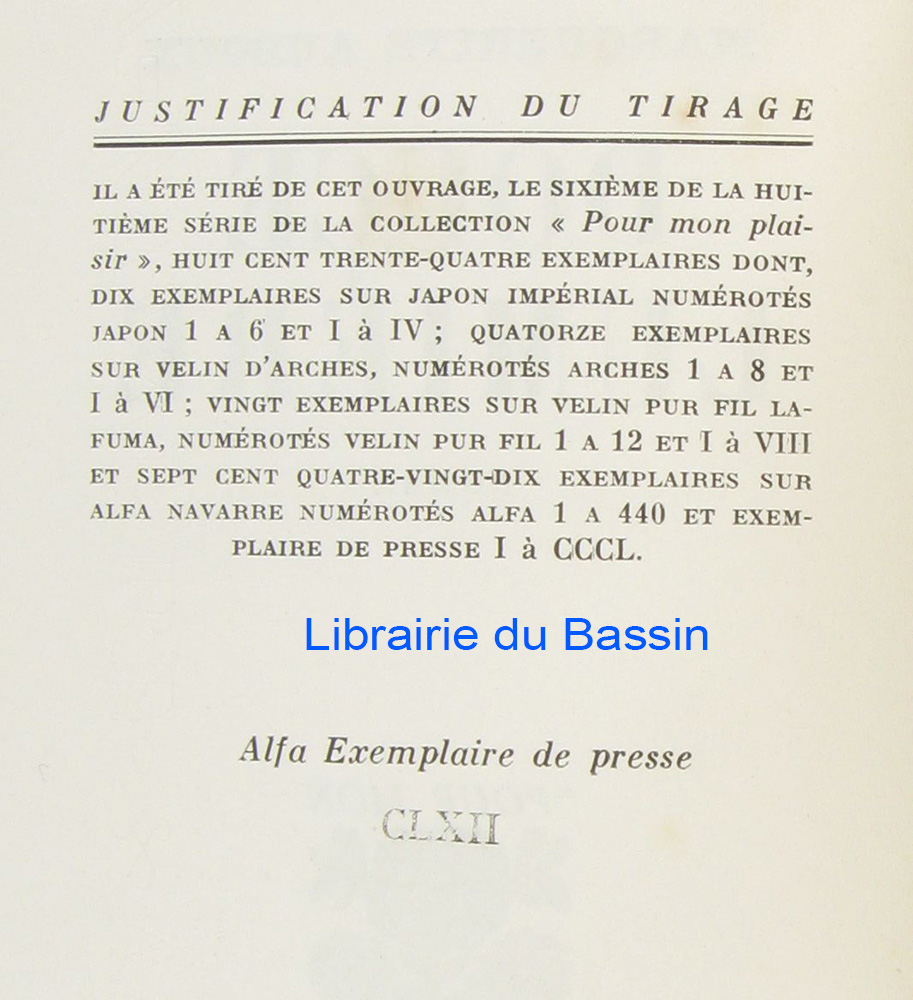 JUSTIFICATION DU TIRAGE
IL A ÉTÉ TIRÉ DE CET OUVRAGE, LE SIXIÈME DE LA HUI-
TIÈME SÉRIE DE LA COLLECTION « Pour mon plai-
sir », HUIT CENT TRENTE-QUATRE EXEMPLAIRES DONT,
DIX EXEMPLAIRES SUR JAPON IMPÉRIAL NUMÉROTÉS
JAPON 1 A 6 ET I à IV ; QUATORZE EXEMPLAIRES
SUR VELIN D'ARCHES, NUMÉROTÉS ARCHES 1 A 8 ET
I à VI ; VINGT EXEMPLAIRES SUR VELIN PUR FIL LA-
FUMA, NUMÉROTÉS VELIN PUR FIL 1 A 12 ET I à VIII
ET SEPT CENT QUATRE-VINGT-DIX EXEMPLAIRES SUR
ALFA NAVARRE NUMÉROTÉS ALFA 1 A 440 ET EXEM-
PLAIRE DE PRESSE I à CCCL.
Librairie du Bassin
Alfa Exemplaire de presse
CLXII